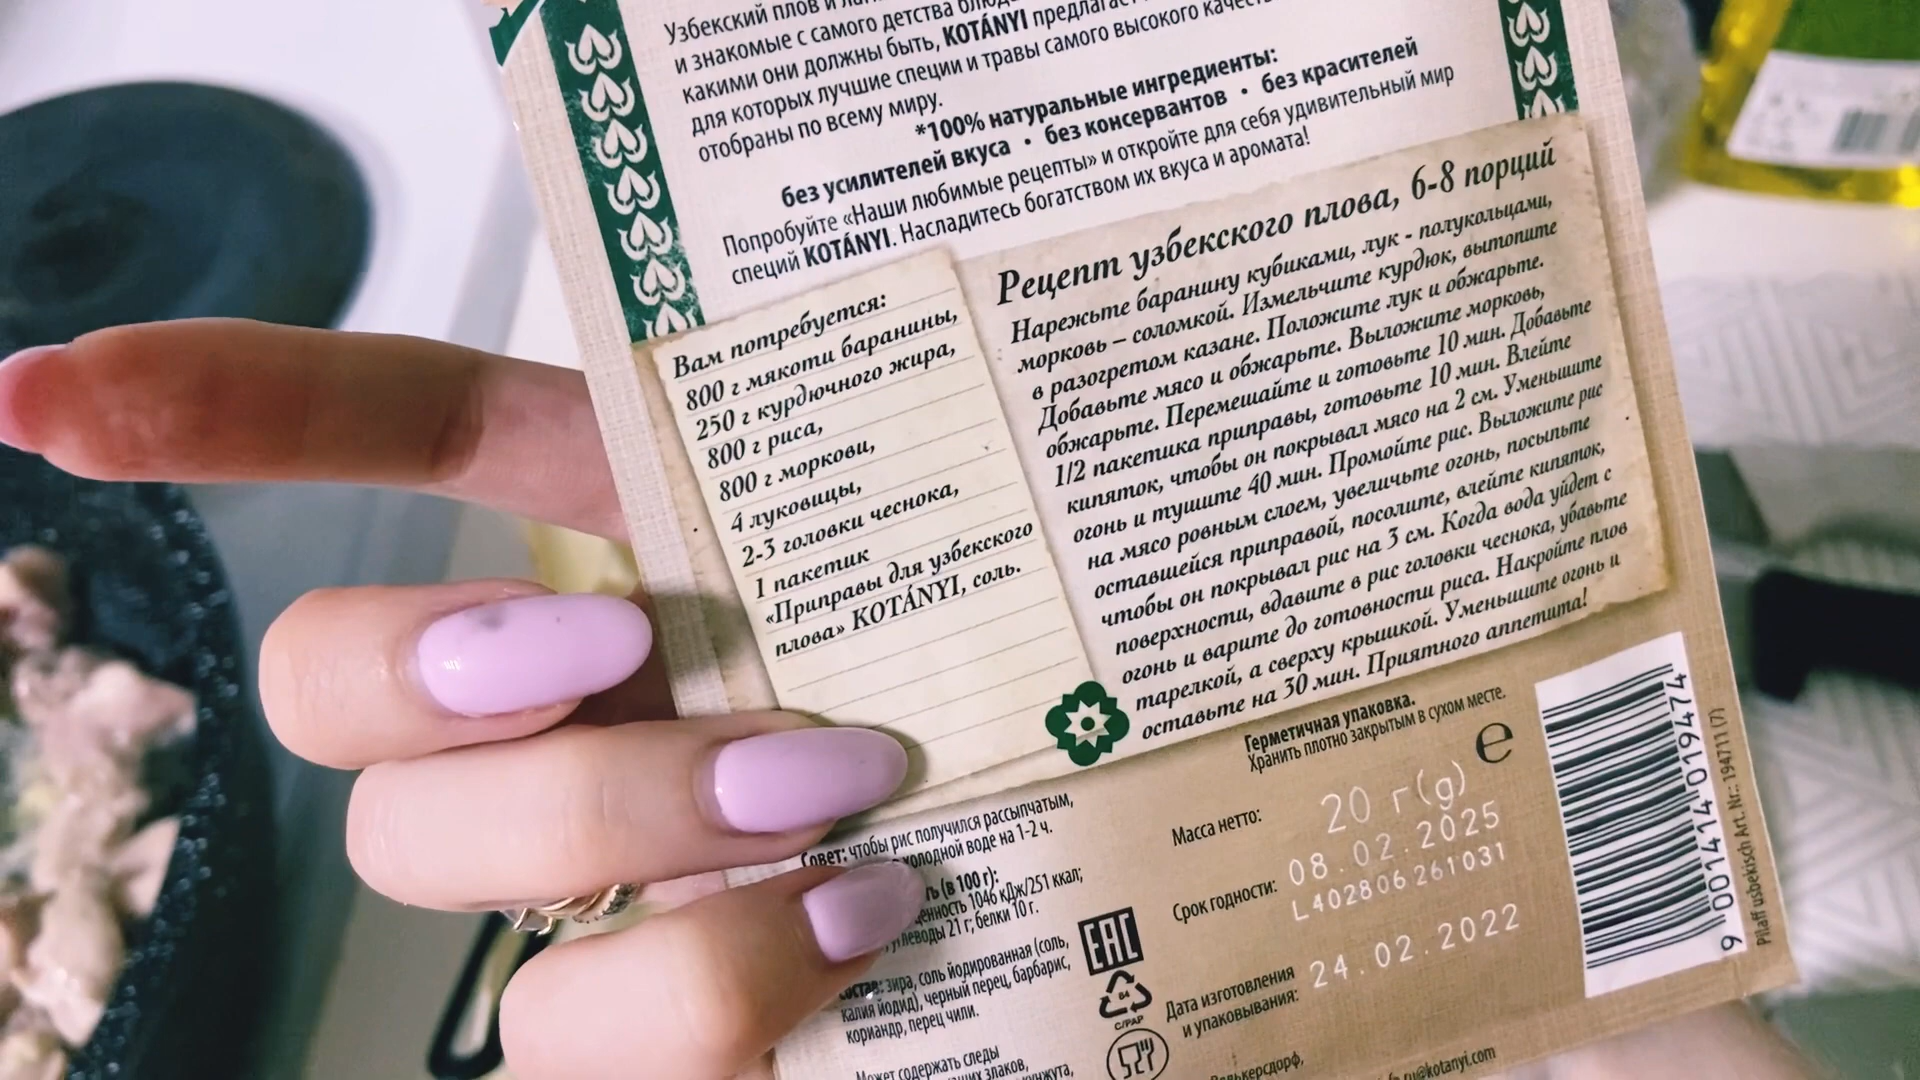 Узбекский плов и
и знакомые с самого детства блюда
какими они должны быть, KOTÁNYI предлагает
для которых лучшие специи и травы самого высокого качества
отобраны по всему миру.
*100% натуральные ингредиенты:
без усилителей вкуса • без консервантов • без красителей
Попробуйте «Наши любимые рецепты» и откройте для себя удивительный мир
специй KOTÁNYI. Насладитесь богатством их вкуса и аромата!
Вам потребуется:
800 г мякоти баранины,
250 г курдючного жира,
800 г риса,
800 г моркови,
4 луковицы,
2-3 головки чеснока,
1 пакетик
«Приправы для узбекского
плова» KOTÁNYI, соль.
Рецепт узбекского плова, 6-8 порций
Нарежьте баранину кубиками, лук - полукольцами,
морковь – соломкой. Измельчите курдюк, вытопите
в разогретом казане. Положите лук и обжарьте.
Добавьте мясо и обжарьте. Выложите морковь,
обжарьте. Перемешайте и готовьте 10 мин. Добавьте
1/2 пакетика приправы, готовьте 10 мин. Влейте
кипяток, чтобы он покрывал мясо на 2 см. Уменьшите
огонь и тушите 40 мин. Промойте рис. Выложите рис
на мясо ровным слоем, увеличьте огонь, посыпьте
оставшейся приправой, посолите, влейте кипяток,
чтобы он покрыл рис на 3 см. Когда вода уйдет с
поверхности, вдавите в рис головки чеснока, убавьте
огонь и варите до готовности риса. Накройте плов
тарелкой, а сверху крышкой. Уменьшите огонь и
оставьте на 30 мин. Приятного аппетита!
Герметичная упаковка.
Хранить плотно закрытым в сухом месте.
Совет: чтобы рис получился рассыпчатым,
холодной воде на 1-2 ч.
(в 100 г):
1046 кДж/251 ккал;
углеводы 21 г; белки 10 г.
Состав: зира, соль йодированная (соль,
калия йодид), черный перец, барбарис,
кориандр, перец чили.
Может содержать следы
злаков,
EAC
84
C/PAP
Масса нетто: 20 г(g) e
Срок годности: 08.02.2025
L402806261031
Дата изготовления
и упаковывания: 24.02.2022
9 001414 019474
Pilaff usbekisch Art. Nr.: 194711 (7)
ru@kotanyi.com